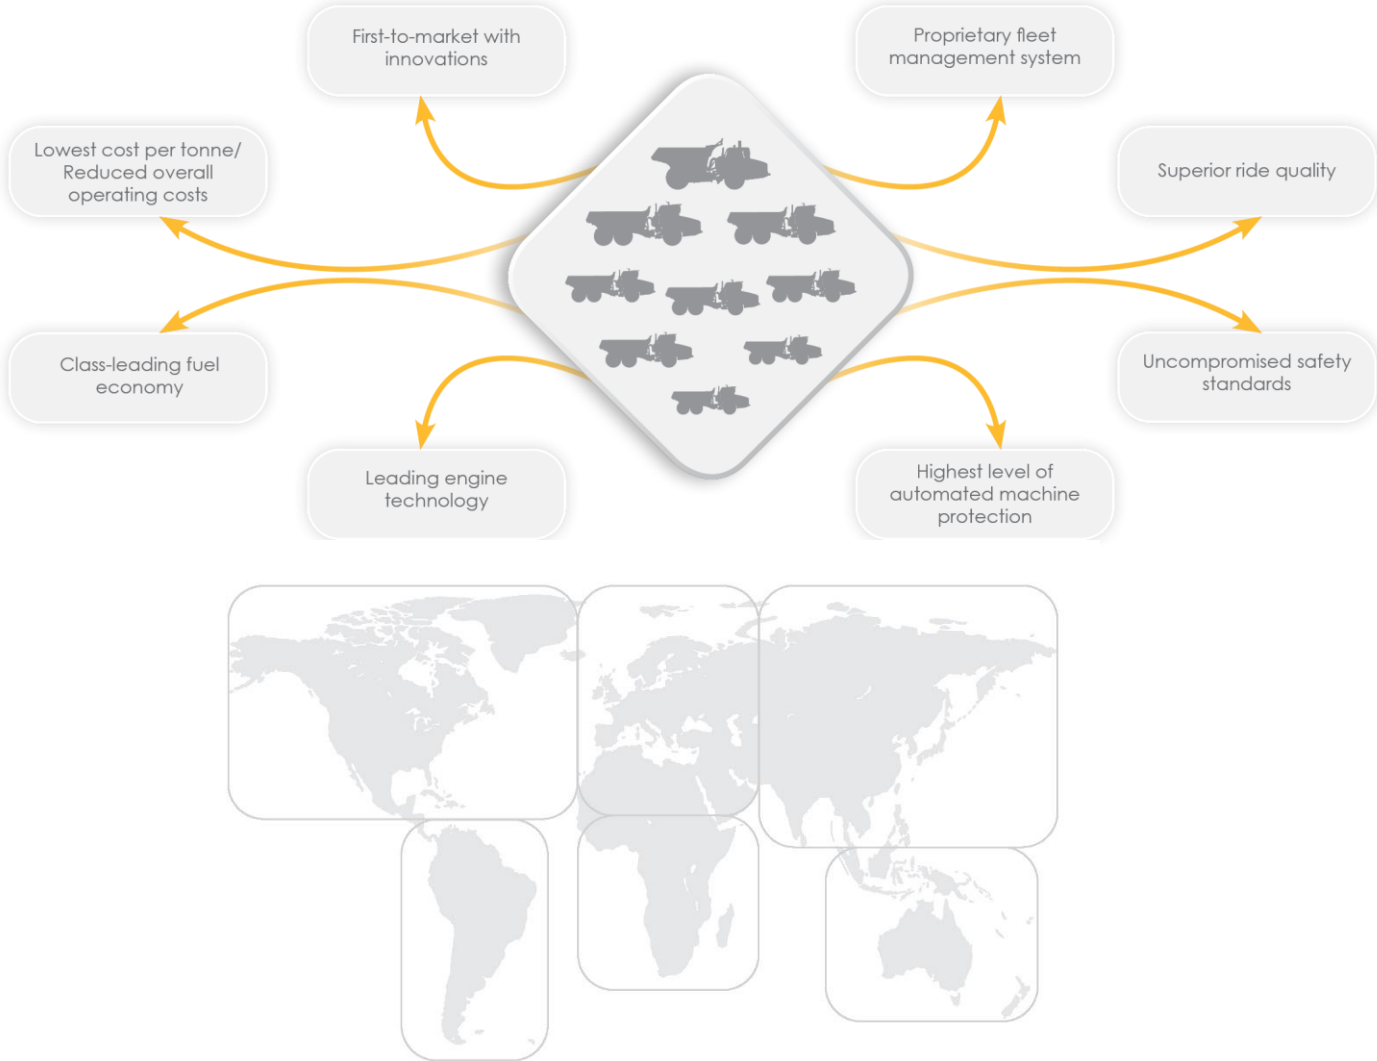 First-to-market with
innovations
Proprietary fleet
management system
Lowest cost per tonne/
Reduced overall
operating costs
Superior ride quality
Class-leading fuel
economy
Uncompromised safety
standards
Leading engine
technology
Highest level of
automated machine
protection